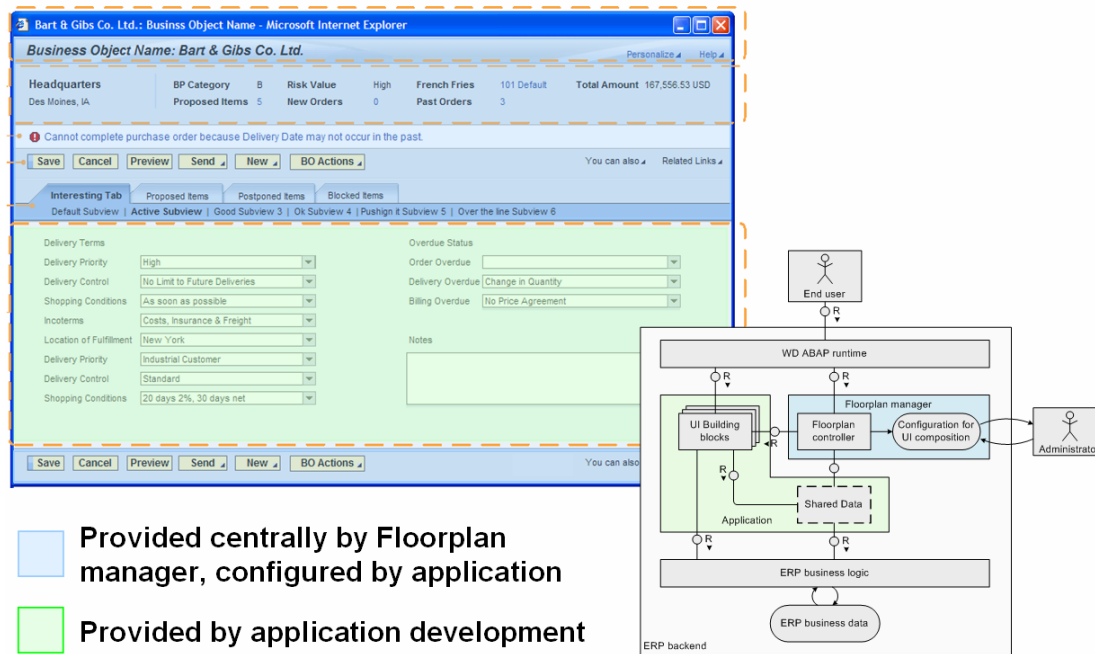 Bart & Gibs Co. Ltd.: Businss Object Name - Microsoft Internet Explorer
Business Object Name: Bart & Gibs Co. Ltd.
Personalize Help
Headquarters BP Category B Risk Value High French Fries 101 Default Total Amount 167,556.53 USD
Des Moines, IA Proposed Items 5 New Orders 0 Past Orders 3
Cannot complete purchase order because Delivery Date may not occur in the past.
Save Cancel Preview Send New BO Actions You can also Related Links
Interesting Tab Proposed Items Postponed Items Blocked Items
Default Subview | Active Subview | Good Subview 3 | Ok Subview 4 | Pushign it Subview 5 | Over the line Subview 6
Delivery Terms Overdue Status
Delivery Priority High Order Overdue
Delivery Control No Limit to Future Deliveries Delivery Overdue Change in Quantity
Shopping Conditions As soon as possible Billing Overdue No Price Agreement
Incoterms Costs, Insurance & Freight
Location of Fulfillment New York Notes
Delivery Priority Industrial Customer
Delivery Control Standard
Shopping Conditions 20 days 2%, 30 days net
Save Cancel Preview Send New BO Actions You can also
End user
R
WD ABAP runtime
R R
Floorplan manager
UI Building blocks
R
Floorplan controller
Configuration for UI composition
Administrator
R
Shared Data
Application
R R
ERP business logic
ERP business data
ERP backend
Provided centrally by Floorplan
manager, configured by application
Provided by application development